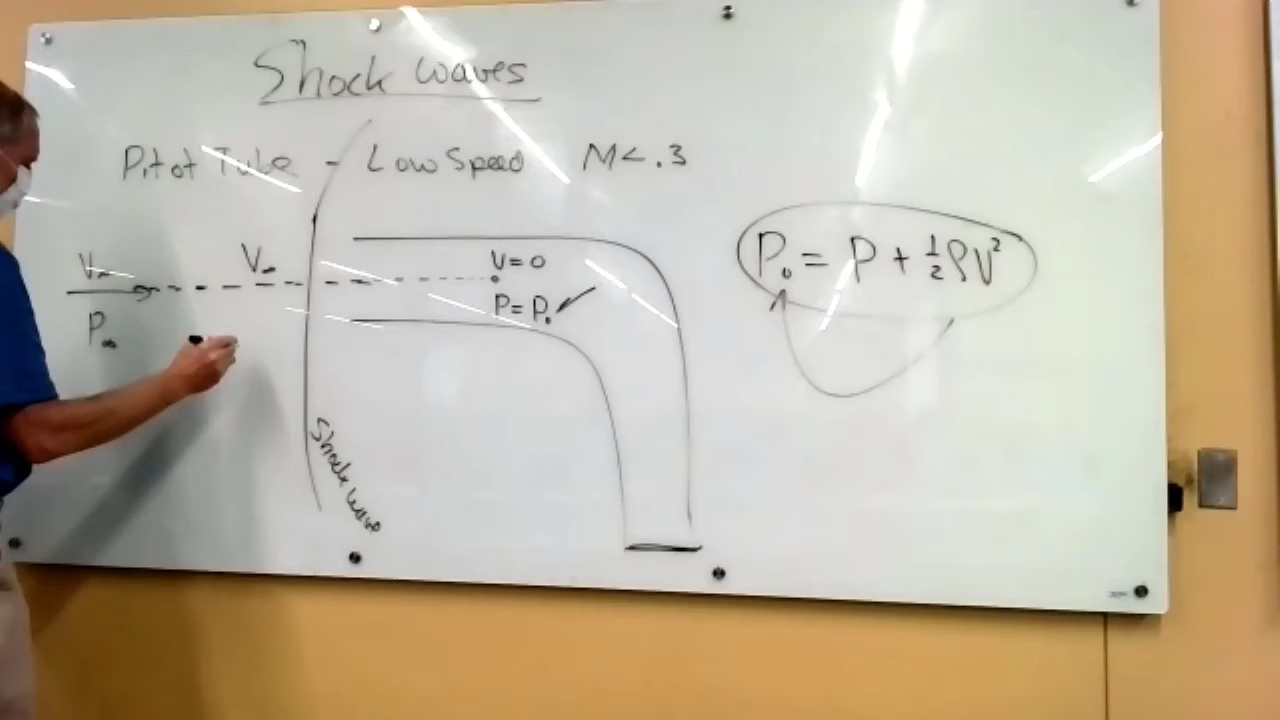 Shock waves
Pitot Tube - Low Speed M<.3
V∞
V∞
V=0
P₀ = P + ½ρV²
P=P₀
P∞
Shock wave